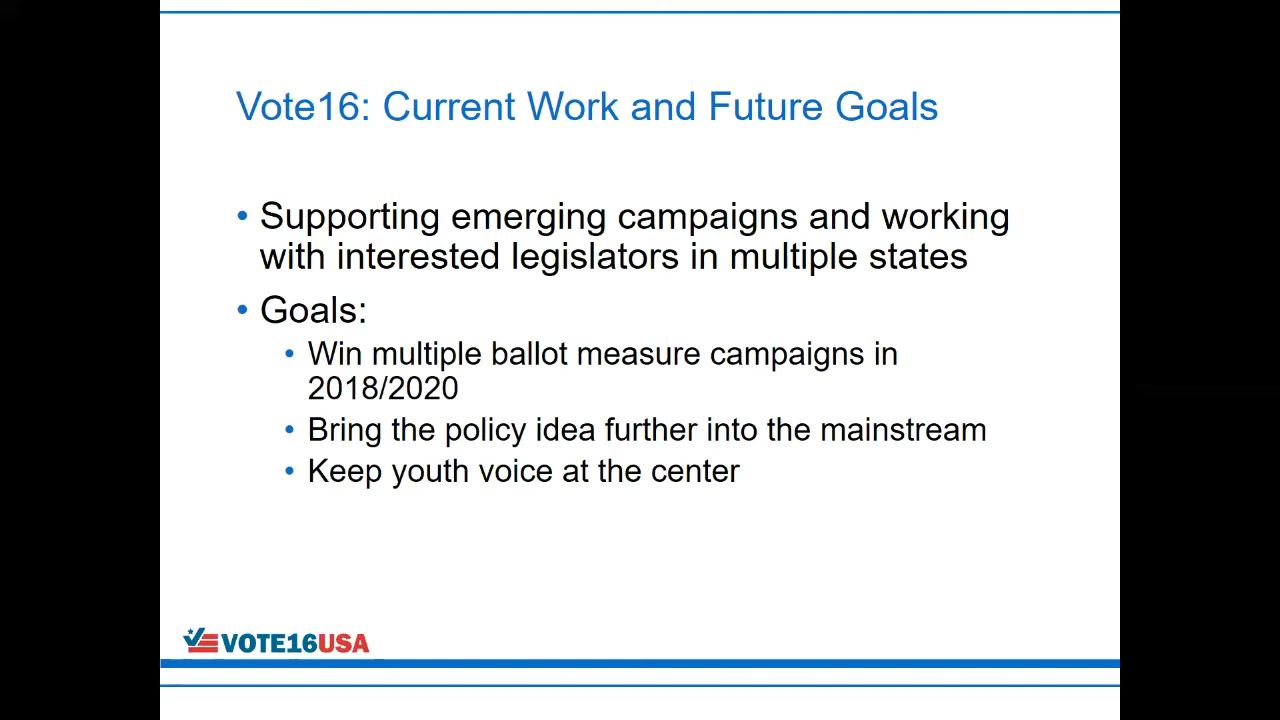 Vote16: Current Work and Future Goals
• Supporting emerging campaigns and working
with interested legislators in multiple states
• Goals:
• Win multiple ballot measure campaigns in
2018/2020
• Bring the policy idea further into the mainstream
• Keep youth voice at the center
VOTE16USA